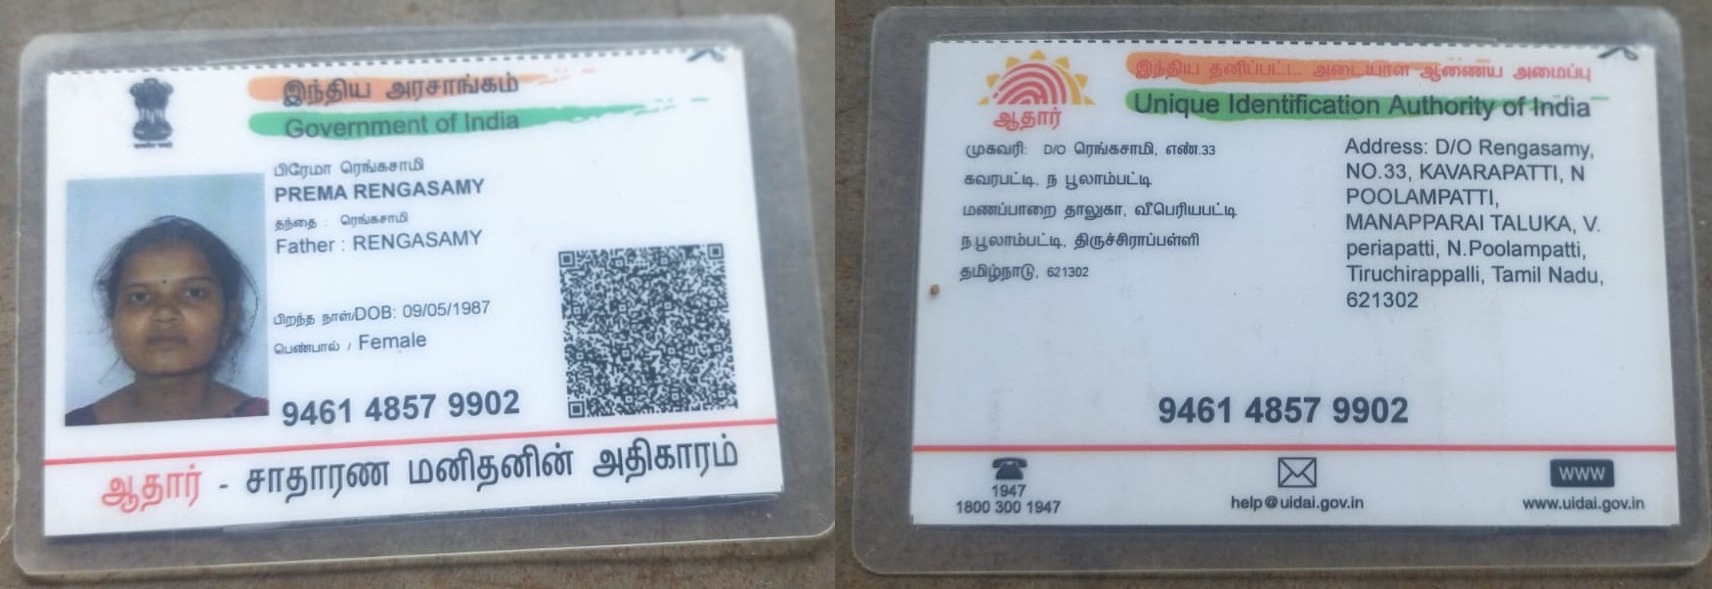 இந்திய அரசாங்கம்
Government of India
பிரேமா ரெங்கசாமி
PREMA RENGASAMY
தந்தை : ரெங்கசாமி
Father : RENGASAMY
பிறந்த நாள்/DOB: 09/05/1987
பெண்பால் / Female
9461 4857 9902
ஆதார் - சாதாரண மனிதனின் அதிகாரம்
இந்திய தனிப்பட்ட அடையாள ஆணைய அமைப்பு
Unique Identification Authority of India
ஆதார்
முகவரி: D/O ரெங்கசாமி, எண்.33
கவரபட்டி, ந பூலாம்பட்டி
மணப்பாறை தாலுகா, வீபெரியபட்டி
ந.பூலாம்பட்டி, திருச்சிராப்பள்ளி
தமிழ்நாடு, 621302
Address: D/O Rengasamy,
NO.33, KAVARAPATTI, N
POOLAMPATTI,
MANAPPARAI TALUKA, V.
periapatti, N.Poolampatti,
Tiruchirappalli, Tamil Nadu,
621302
9461 4857 9902
1947
1800 300 1947
help@uidai.gov.in
WWW
www.uidai.gov.in